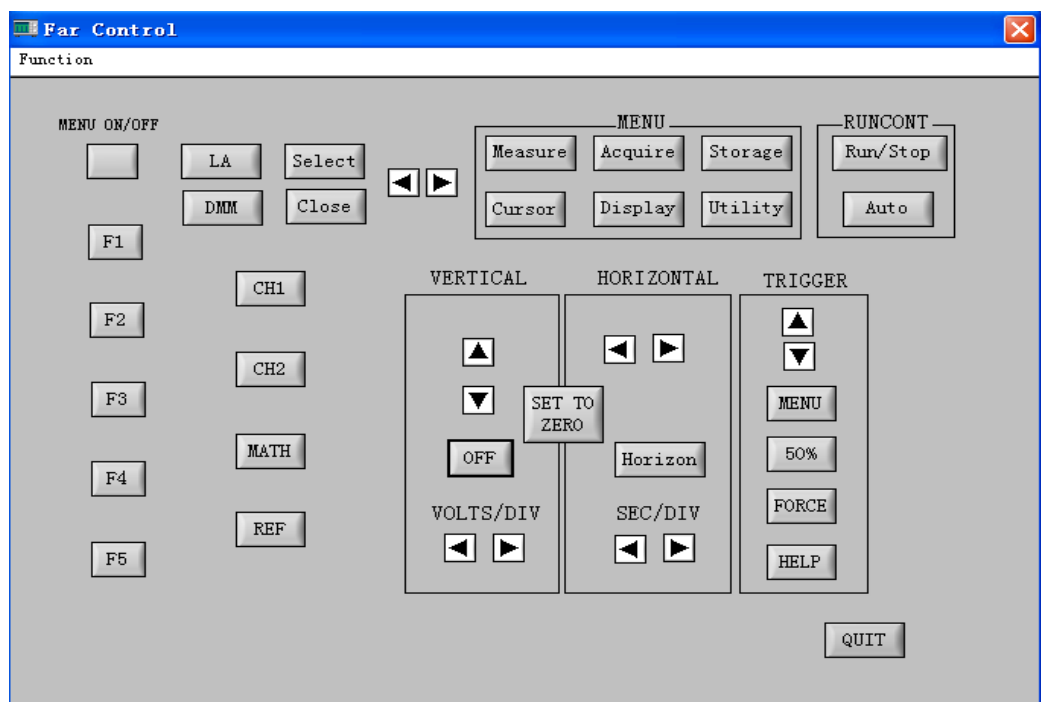 Far Control
Function
MENU ON/OFF
LA
Select
DMM
Close
MENU
Measure
Acquire
Storage
Cursor
Display
Utility
RUNCONT
Run/Stop
Auto
F1
F2
F3
F4
F5
CH1
CH2
MATH
REF
VERTICAL
OFF
VOLTS/DIV
SET TO
ZERO
HORIZONTAL
Horizon
SEC/DIV
TRIGGER
MENU
50%
FORCE
HELP
QUIT